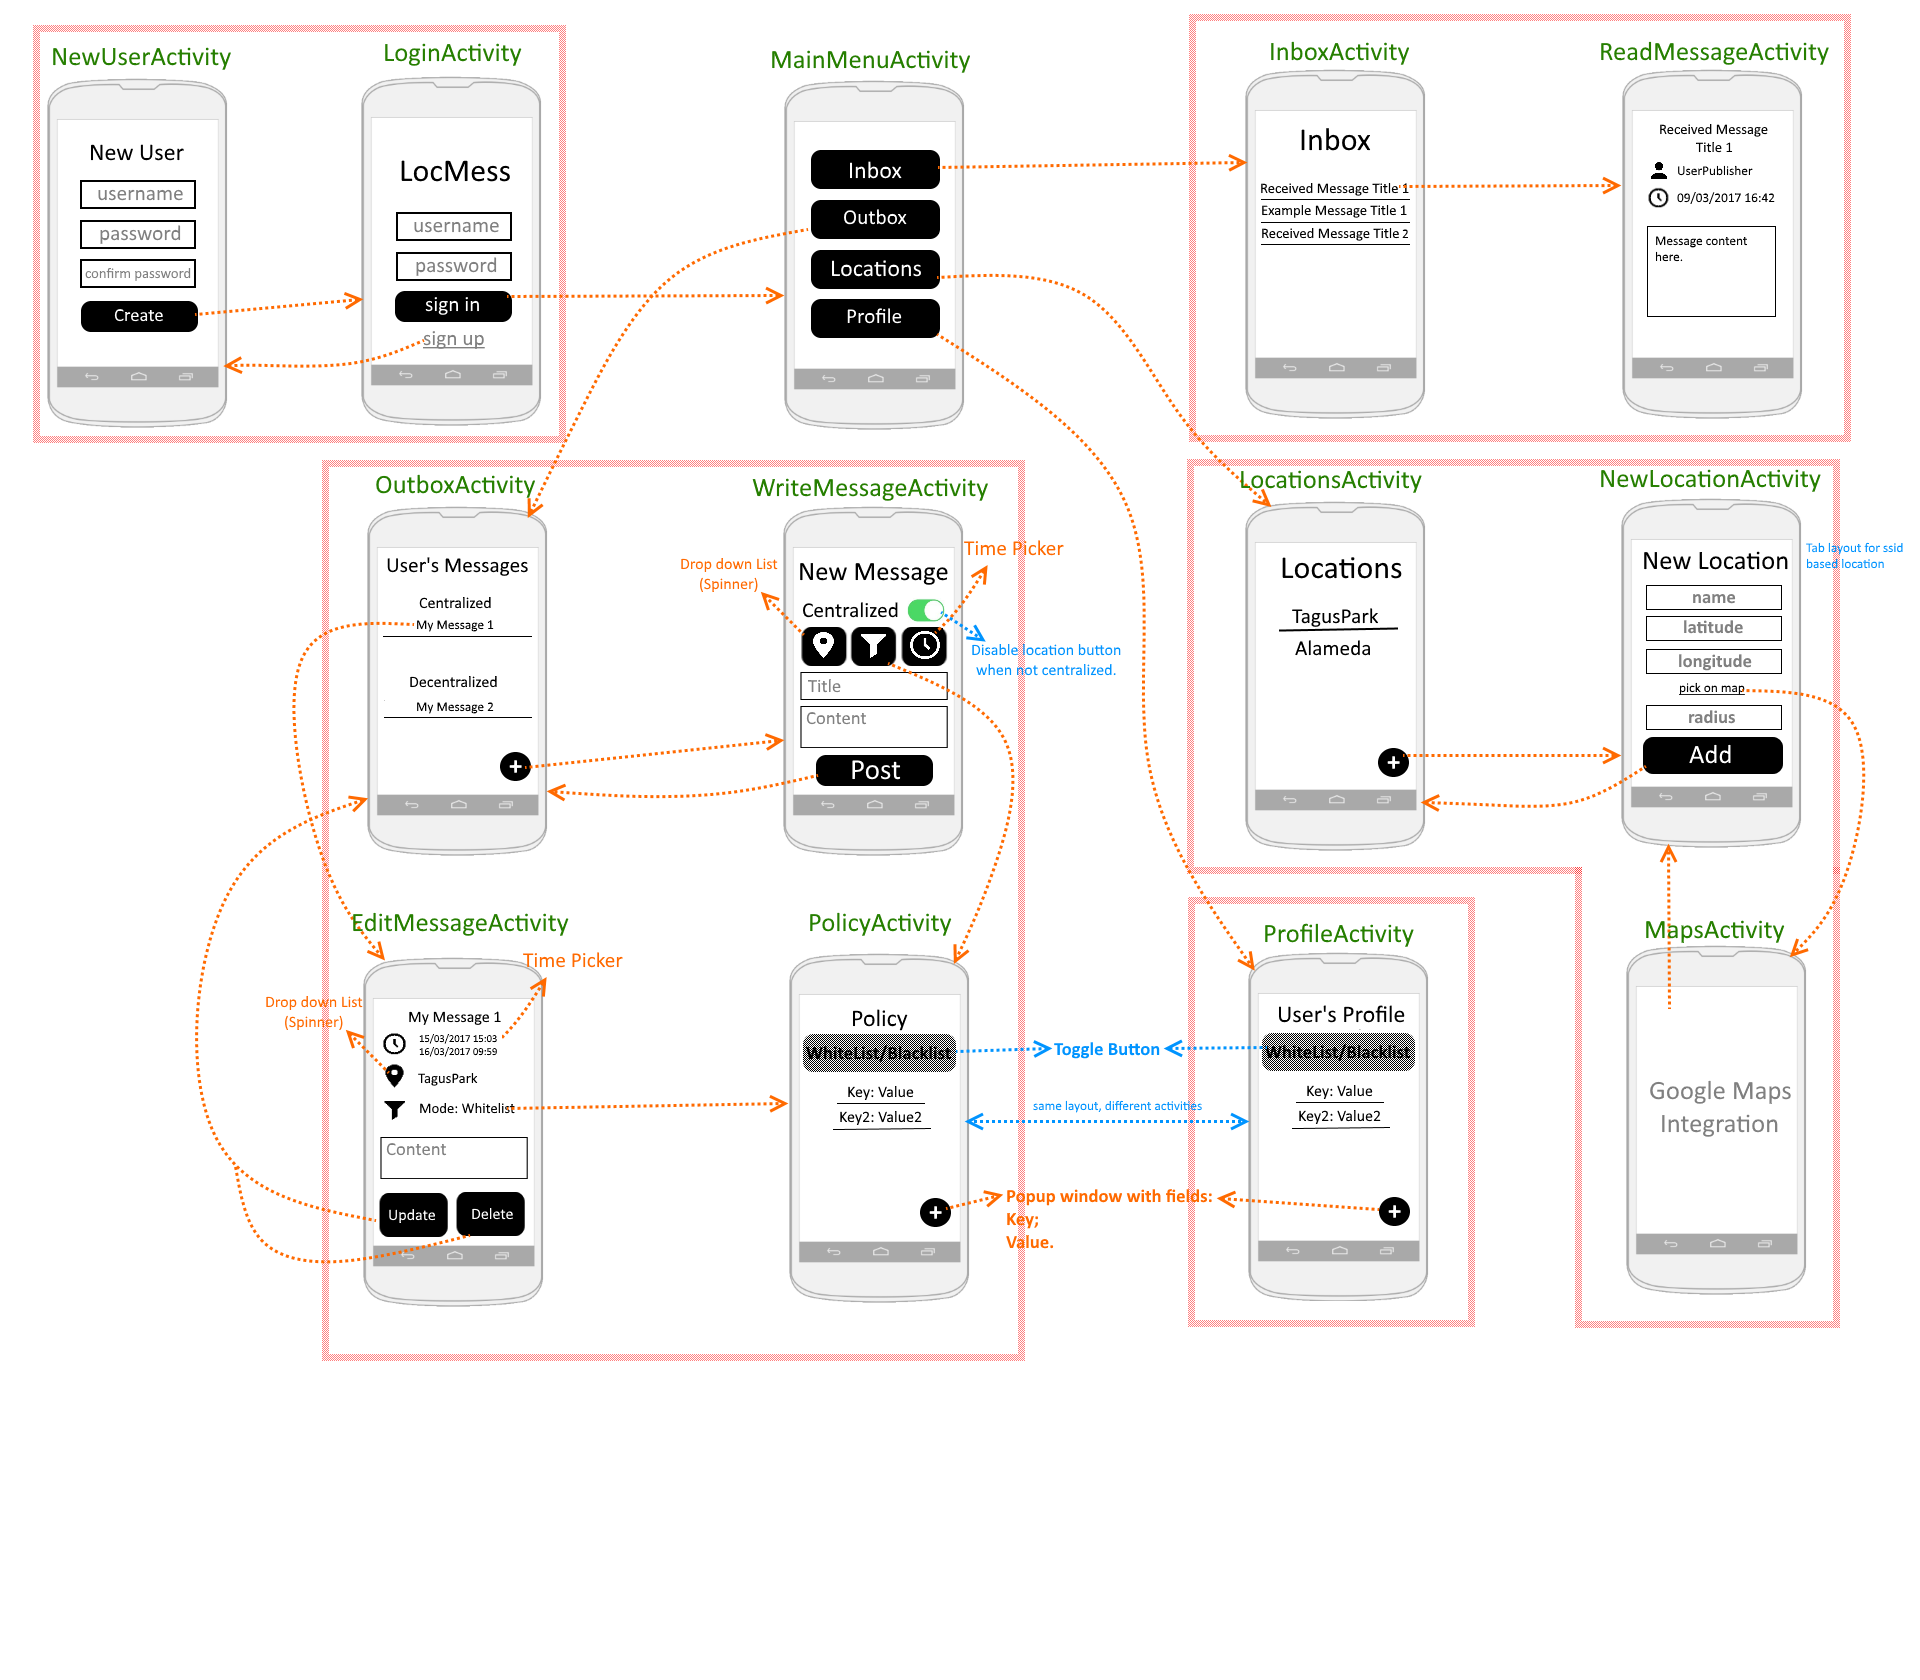 NewUserActivity
New User
username
password
confirm password
Create
LoginActivity
LocMess
username
password
sign in
sign up
MainMenuActivity
Inbox
Outbox
Locations
Profile
InboxActivity
Inbox
Received Message Title 1
Example Message Title 1
Received Message Title 2
ReadMessageActivity
Received Message
Title 1
UserPublisher
09/03/2017 16:42
Message content
here.
OutboxActivity
User's Messages
Centralized
My Message 1
Decentralized
My Message 2
+
WriteMessageActivity
Drop down List
(Spinner)
Time Picker
New Message
Centralized
Disable location button
when not centralized.
Title
Content
Post
LocationsActivity
Locations
TagusPark
Alameda
+
NewLocationActivity
Tab layout for ssid
based location
New Location
name
latitude
longitude
pick on map
radius
Add
EditMessageActivity
Time Picker
Drop down List
(Spinner)
My Message 1
15/03/2017 15:03
16/03/2017 09:59
TagusPark
Mode: Whitelist
Content
Update
Delete
PolicyActivity
Policy
WhiteList/Blacklist
Key: Value
Key2: Value2
+
Toggle Button
same layout, different activities
Popup window with fields:
Key;
Value.
ProfileActivity
User's Profile
WhiteList/Blacklist
Key: Value
Key2: Value2
+
MapsActivity
Google Maps
Integration